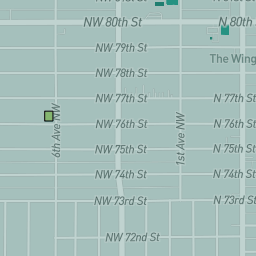 NW 80th St
N 80th
NW 79th St
The Wing
NW 78th St
NW 77th St
N 77th St
6th Ave NW
NW 76th St
1st Ave NW
N 76th St
NW 75th St
N 75th St
NW 74th St
N 74th St
NW 73rd St
N 73rd St
NW 72nd St